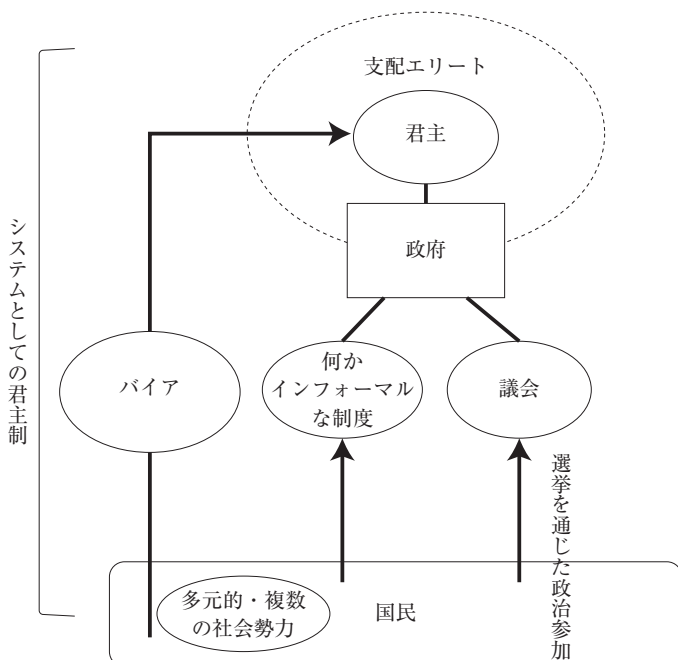 支配エリート
君主
政府
システムとしての君主制
バイア
何か
インフォーマル
な制度
議会
選挙を通じた政治参加
多元的・複数
の社会勢力
国民